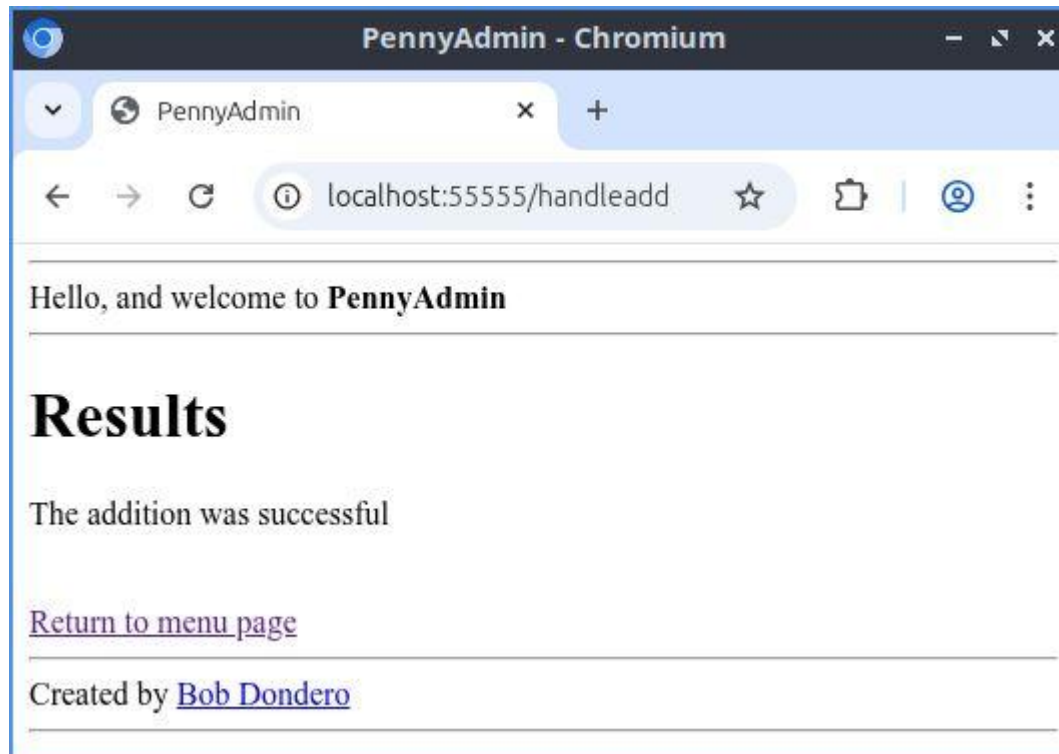 PennyAdmin - Chromium
PennyAdmin
localhost:55555/handleadd
Hello, and welcome to PennyAdmin
Results
The addition was successful
Return to menu page
Created by Bob Dondero